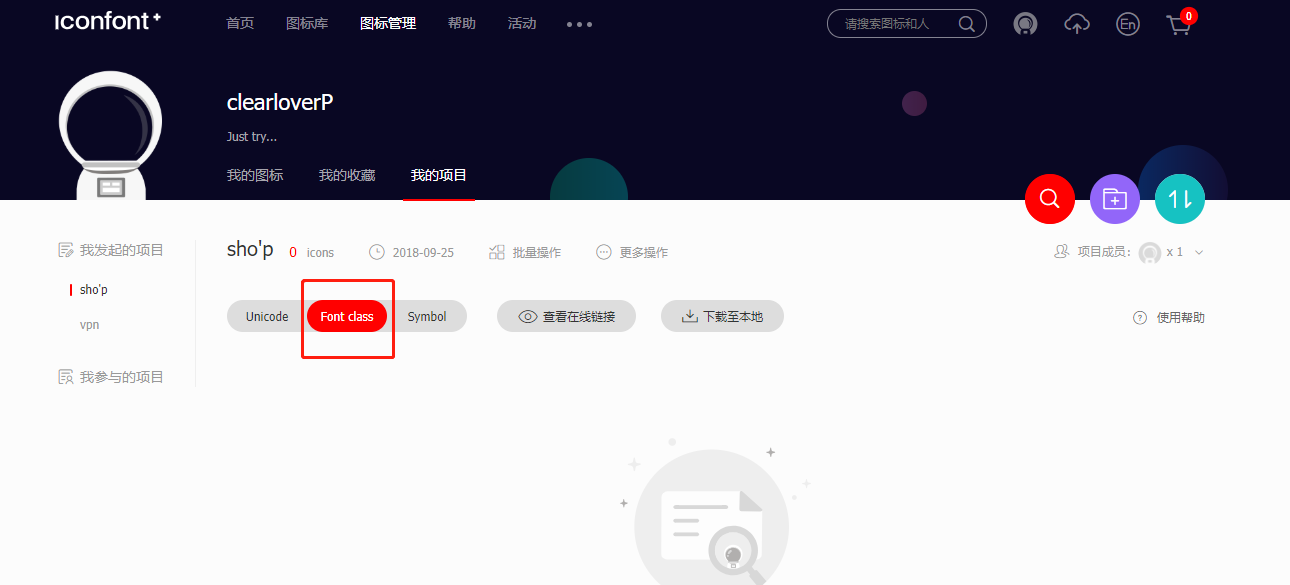 iconfont+ 首页 图标库 图标管理 帮助 活动 ••• 请搜索图标和人 En 0
clearloverP
Just try...
我的图标 我的收藏 我的项目
我发起的项目 sho'p 0 icons 2018-09-25 批量操作 更多操作 项目成员: x 1
sho'p
vpn
Unicode Font class Symbol 查看在线链接 下载至本地 ? 使用帮助
我参与的项目